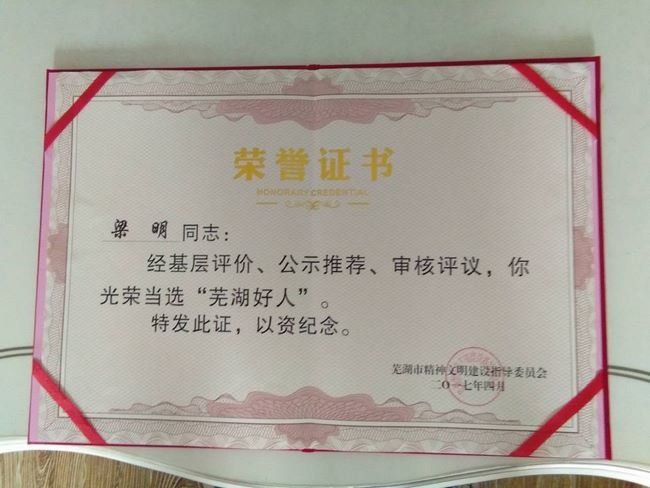 荣誉证书
HONORARY CREDENTIAL
梁 明 同志：
经基层评价、公示推荐、审核评议，你
光荣当选“芜湖好人”。
特发此证，以资纪念。
芜湖市精神文明建设指导委员会
二〇一七年四月